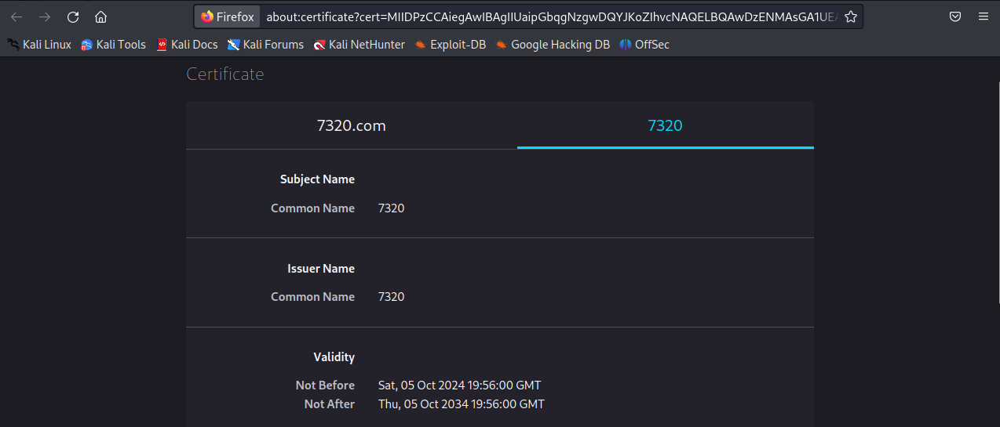 Firefox about:certificate?cert=MIIDPzCCAiegAwIBAgIIUaipGbqgNzgwDQYJKoZIhvcNAQELBQAwDzENMAsGA1UEA
Kali Linux Kali Tools Kali Docs Kali Forums Kali NetHunter Exploit-DB Google Hacking DB OffSec
Certificate
7320.com 7320
Subject Name
Common Name 7320
Issuer Name
Common Name 7320
Validity
Not Before Sat, 05 Oct 2024 19:56:00 GMT
Not After Thu, 05 Oct 2034 19:56:00 GMT